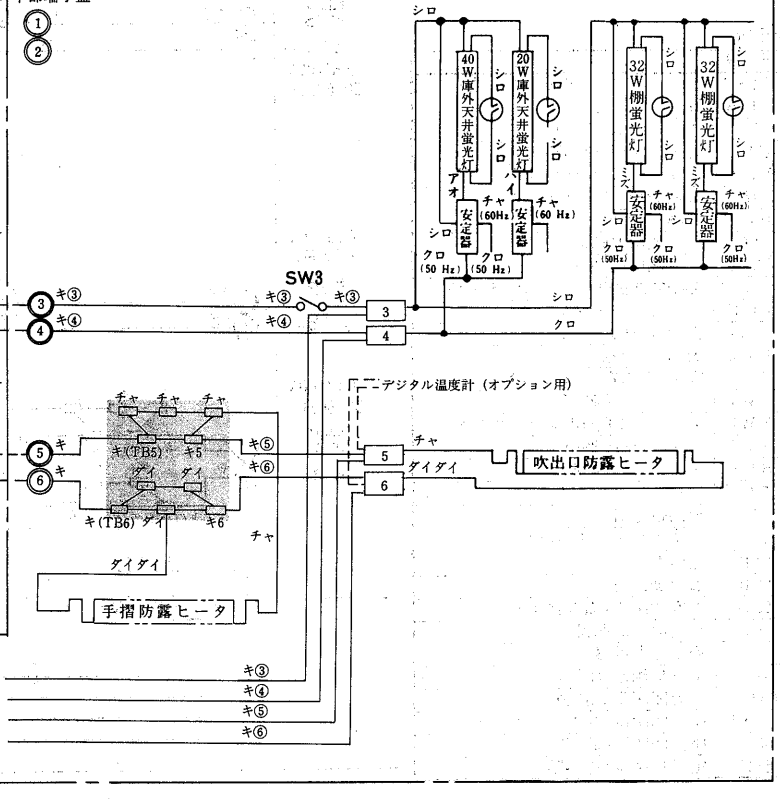 ①
②
シロ
シロ
40W庫外天井蛍光灯
シロ
シロ
20W庫外天井蛍光灯
シロ
シロ
32W棚蛍光灯
シロ
シロ
32W棚蛍光灯
シロ
シロ
アオ
ハイ
ミズ
安定器
チャ
(60Hz)
シロ
クロ
(50 Hz)
安定器
チャ
(60 Hz)
クロ
(50 Hz)
安定器
チャ
(60Hz)
シロ
クロ
(50Hz)
クロ
(50Hz)
安定器
チャ
(60Hz)
シロ
クロ
(50Hz)
SW3
3
キ③
キ③
キ③
3
シロ
4
キ④
キ④
4
クロ
デジタル温度計（オプション用）
チャ
チャ
チャ
5
キ
キ(TB5)
キ5
キ⑤
5
チャ
6
キ
ダイ
ダイ
キ⑥
6
ダイダイ
吹出口防露ヒータ
キ(TB6)
ダイ
キ6
チャ
ダイダイ
手摺防露ヒータ
キ③
キ④
キ⑤
キ⑥